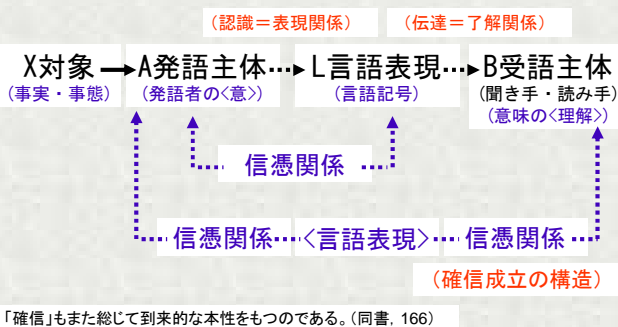 (認識＝表現関係) (伝達＝了解関係)
X対象 A発語主体 L言語表現 B受語主体
(事実・事態) (発語者の<意>) (言語記号) (聞き手・読み手)
(意味の<理解>)
信憑関係
信憑関係 <言語表現> 信憑関係
(確信成立の構造)
「確信」もまた総じて到来的な本性をもつのである。(同書, 166)